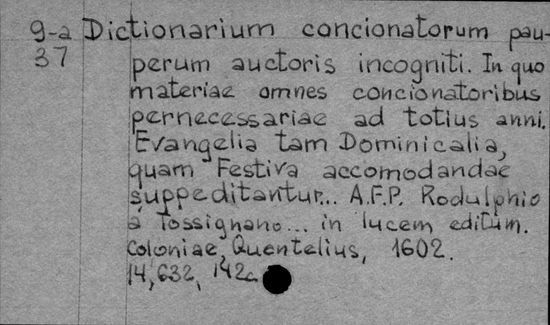 9-a Dictionarium concionatorum pau-
37 perum auctoris incogniti. In quo
materiae omnes concionatoribus
pernecessariae ad totius anni.
Evangelia tam Dominicalia,
quam Festiva accomodandae
suppeditantur... A.F.P. Rodulphio
à Tossignano... in lucem editum.
Coloniae, Quentelius, 1602.
14,632, 142c.